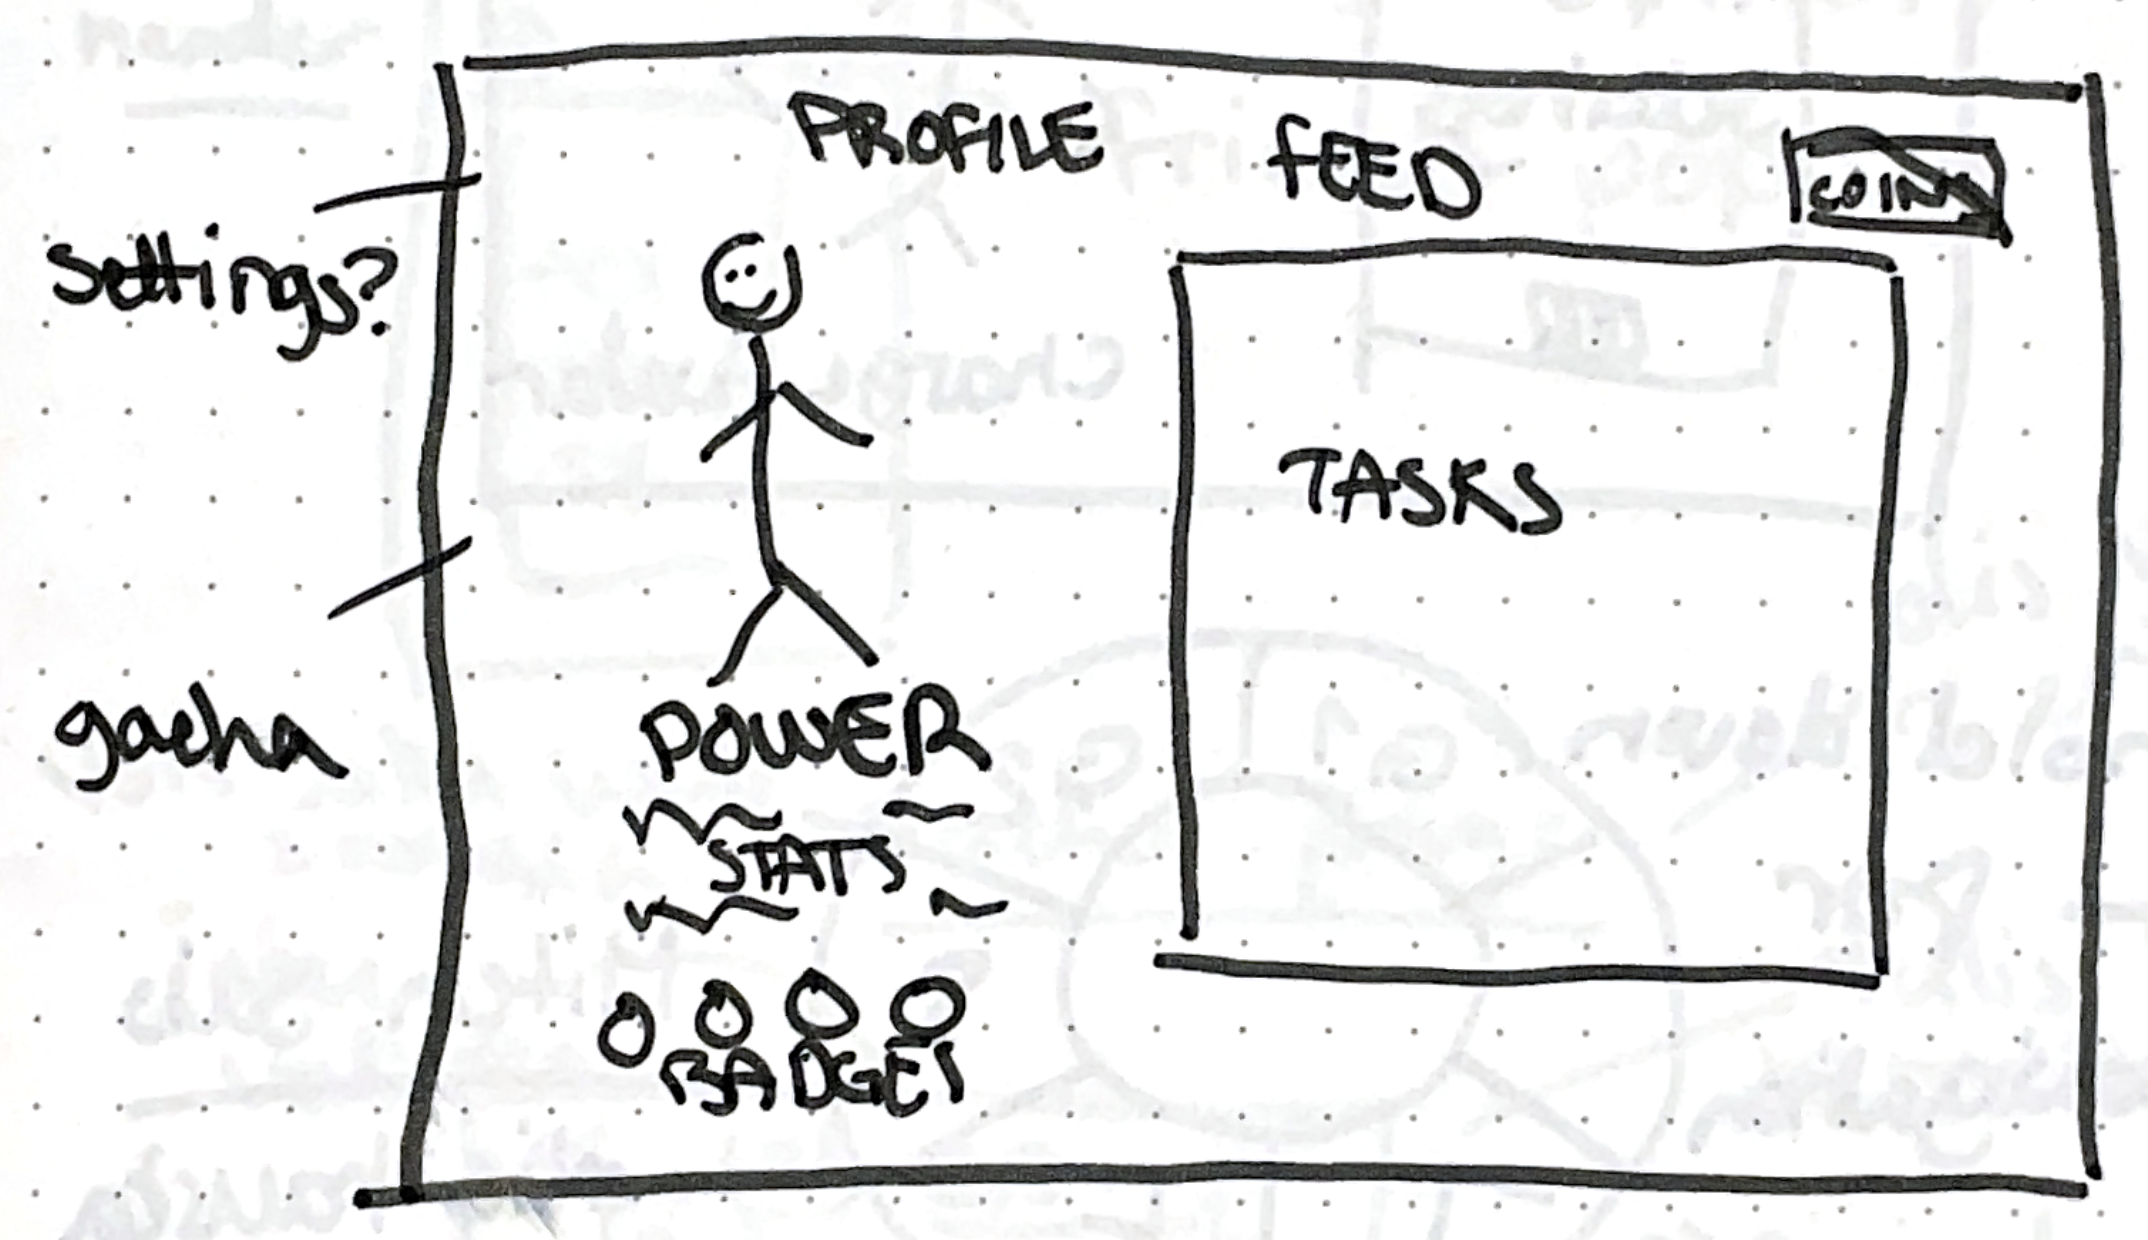 PROFILE
FEED
COINS
settings?
TASKS
gacha
POWER
STATS
BADGES